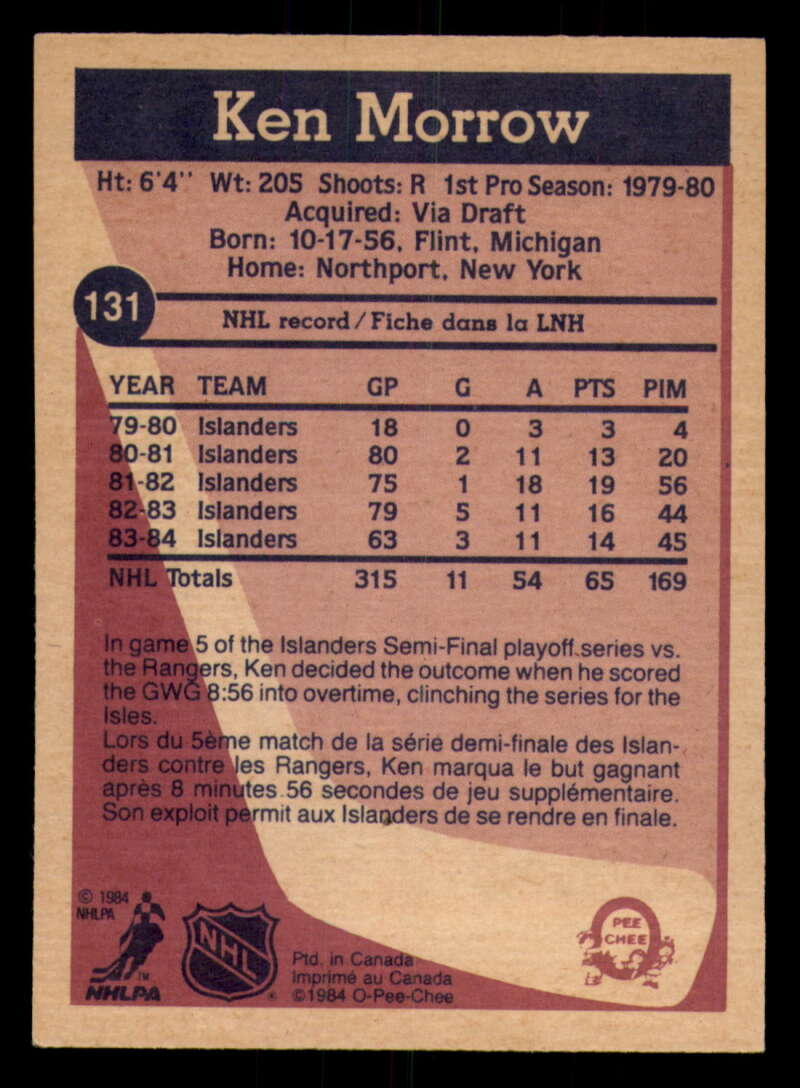 Ken Morrow
Ht: 6'4'' Wt: 205 Shoots: R 1st Pro Season: 1979-80
Acquired: Via Draft
Born: 10-17-56, Flint, Michigan
Home: Northport, New York
131
NHL record/Fiche dans la LNH
YEAR TEAM GP G A PTS PIM
79-80 Islanders 18 0 3 3 4
80-81 Islanders 80 2 11 13 20
81-82 Islanders 75 1 18 19 56
82-83 Islanders 79 5 11 16 44
83-84 Islanders 63 3 11 14 45
NHL Totals 315 11 54 65 169
In game 5 of the Islanders Semi-Final playoff series vs.
the Rangers, Ken decided the outcome when he scored
the GWG 8:56 into overtime, clinching the series for the
Isles.
Lors du 5ème match de la série demi-finale des Islan-
ders contre les Rangers, Ken marqua le but gagnant
après 8 minutes 56 secondes de jeu supplémentaire.
Son exploit permit aux Islanders de se rendre en finale.
© 1984
NHLPA
TM
NHLPA
NHL
®
Ptd. in Canada
Imprimé au Canada
©1984 O-Pee-Chee
PEE
CHEE